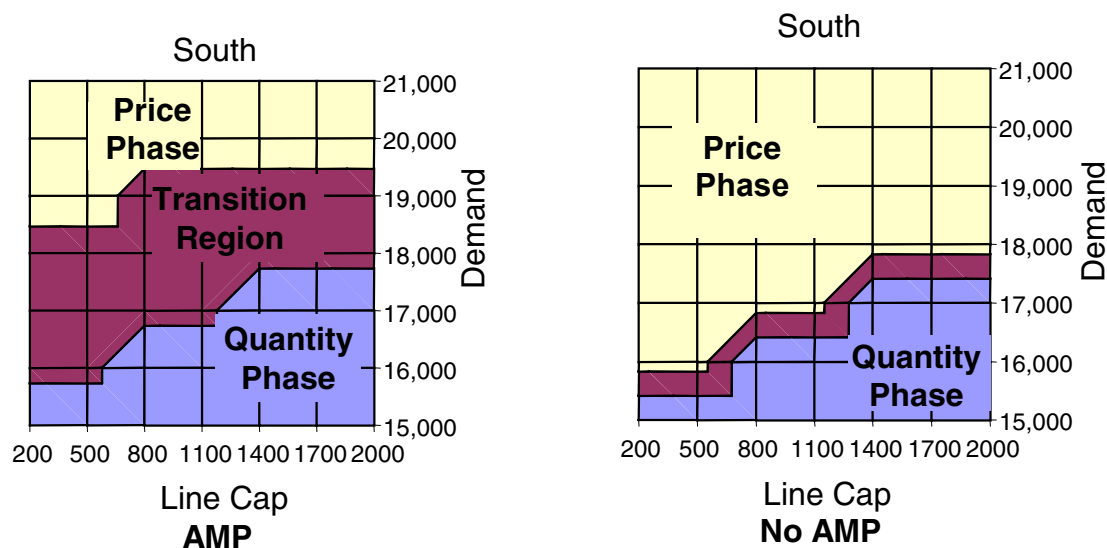 South
21,000
Price
Phase
20,000
Transition
Region
19,000
18,000
Demand
17,000
Quantity
Phase
16,000
15,000
200 500 800 1100 1400 1700 2000
Line Cap
AMP
South
21,000
20,000
Price
Phase
19,000
18,000
Demand
17,000
Quantity
Phase
16,000
15,000
200 500 800 1100 1400 1700 2000
Line Cap
No AMP